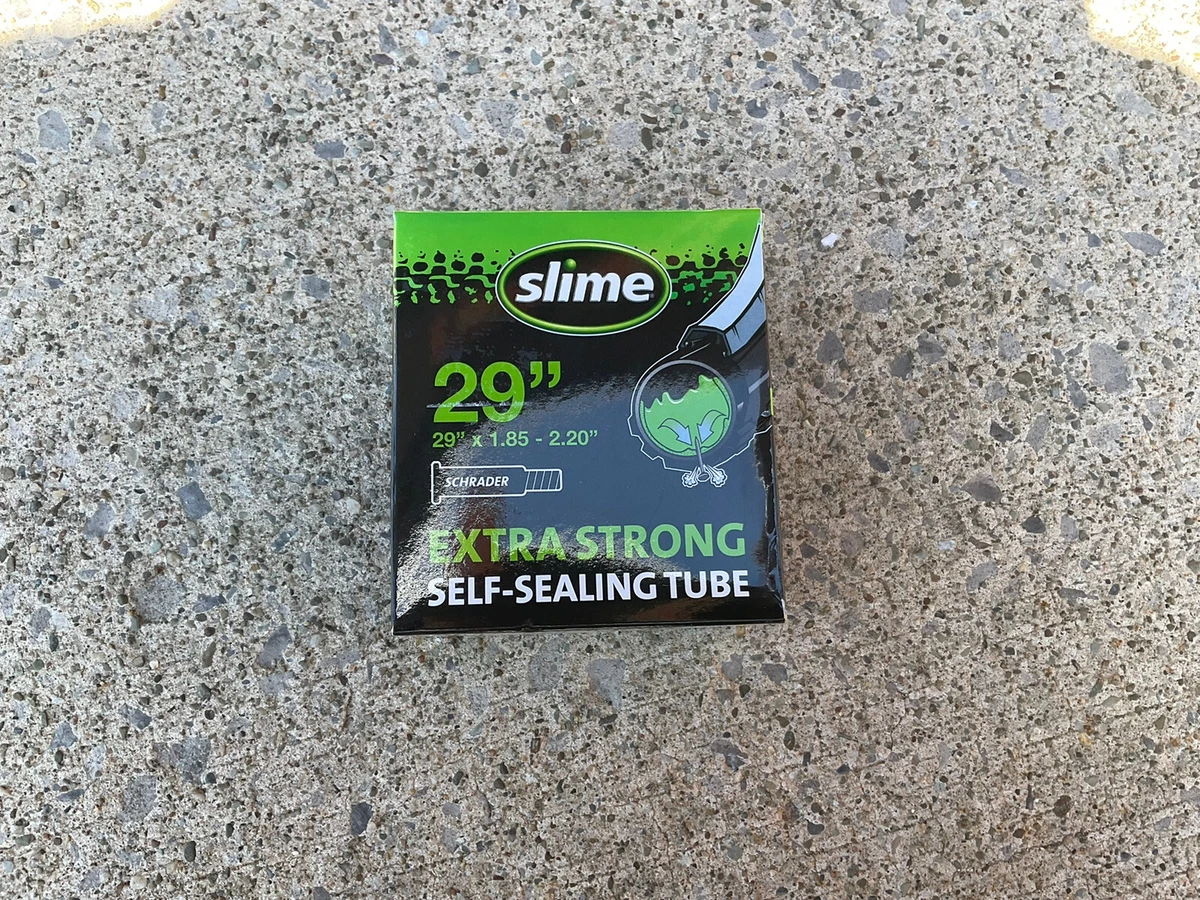 slime
29”
29” x 1.85 - 2.20”
SCHRADER
EXTRA STRONG
SELF-SEALING TUBE